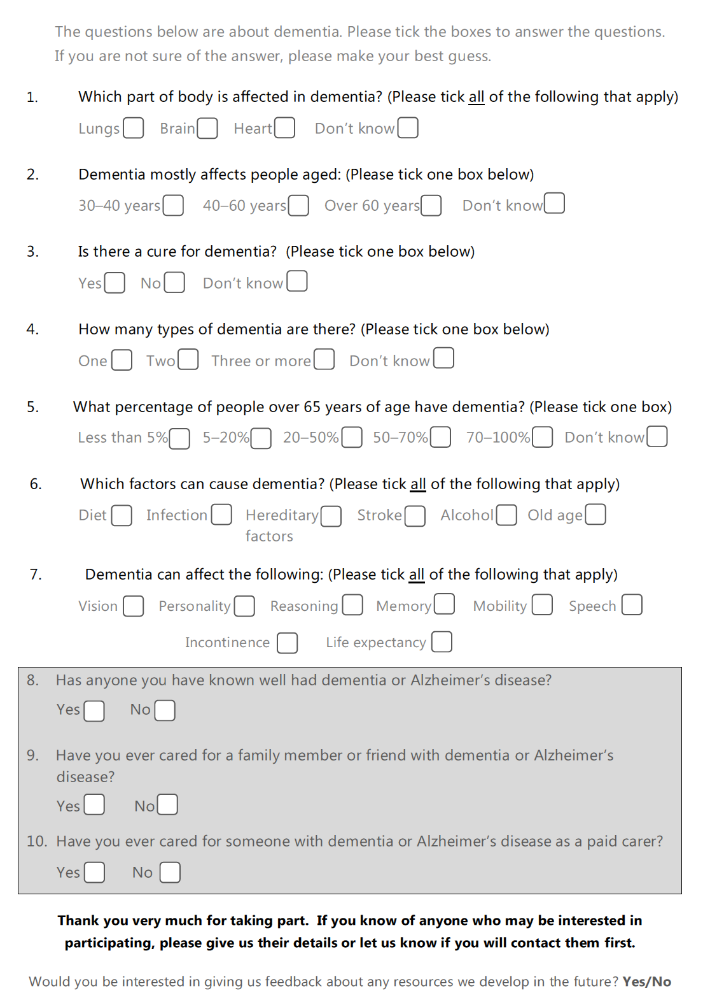 The questions below are about dementia. Please tick the boxes to answer the questions.
If you are not sure of the answer, please make your best guess.
1. Which part of body is affected in dementia? (Please tick all of the following that apply)
Lungs Brain Heart Don’t know
2. Dementia mostly affects people aged: (Please tick one box below)
30–40 years 40–60 years Over 60 years Don’t know
3. Is there a cure for dementia? (Please tick one box below)
Yes No Don’t know
4. How many types of dementia are there? (Please tick one box below)
One Two Three or more Don’t know
5. What percentage of people over 65 years of age have dementia? (Please tick one box)
Less than 5% 5–20% 20–50% 50–70% 70–100% Don’t know
6. Which factors can cause dementia? (Please tick all of the following that apply)
Diet Infection Hereditary Stroke Alcohol Old age
factors
7. Dementia can affect the following: (Please tick all of the following that apply)
Vision Personality Reasoning Memory Mobility Speech
Incontinence Life expectancy
8. Has anyone you have known well had dementia or Alzheimer’s disease?
Yes No
9. Have you ever cared for a family member or friend with dementia or Alzheimer’s
disease?
Yes No
10. Have you ever cared for someone with dementia or Alzheimer’s disease as a paid carer?
Yes No
Thank you very much for taking part. If you know of anyone who may be interested in
participating, please give us their details or let us know if you will contact them first.
Would you be interested in giving us feedback about any resources we develop in the future? Yes/No